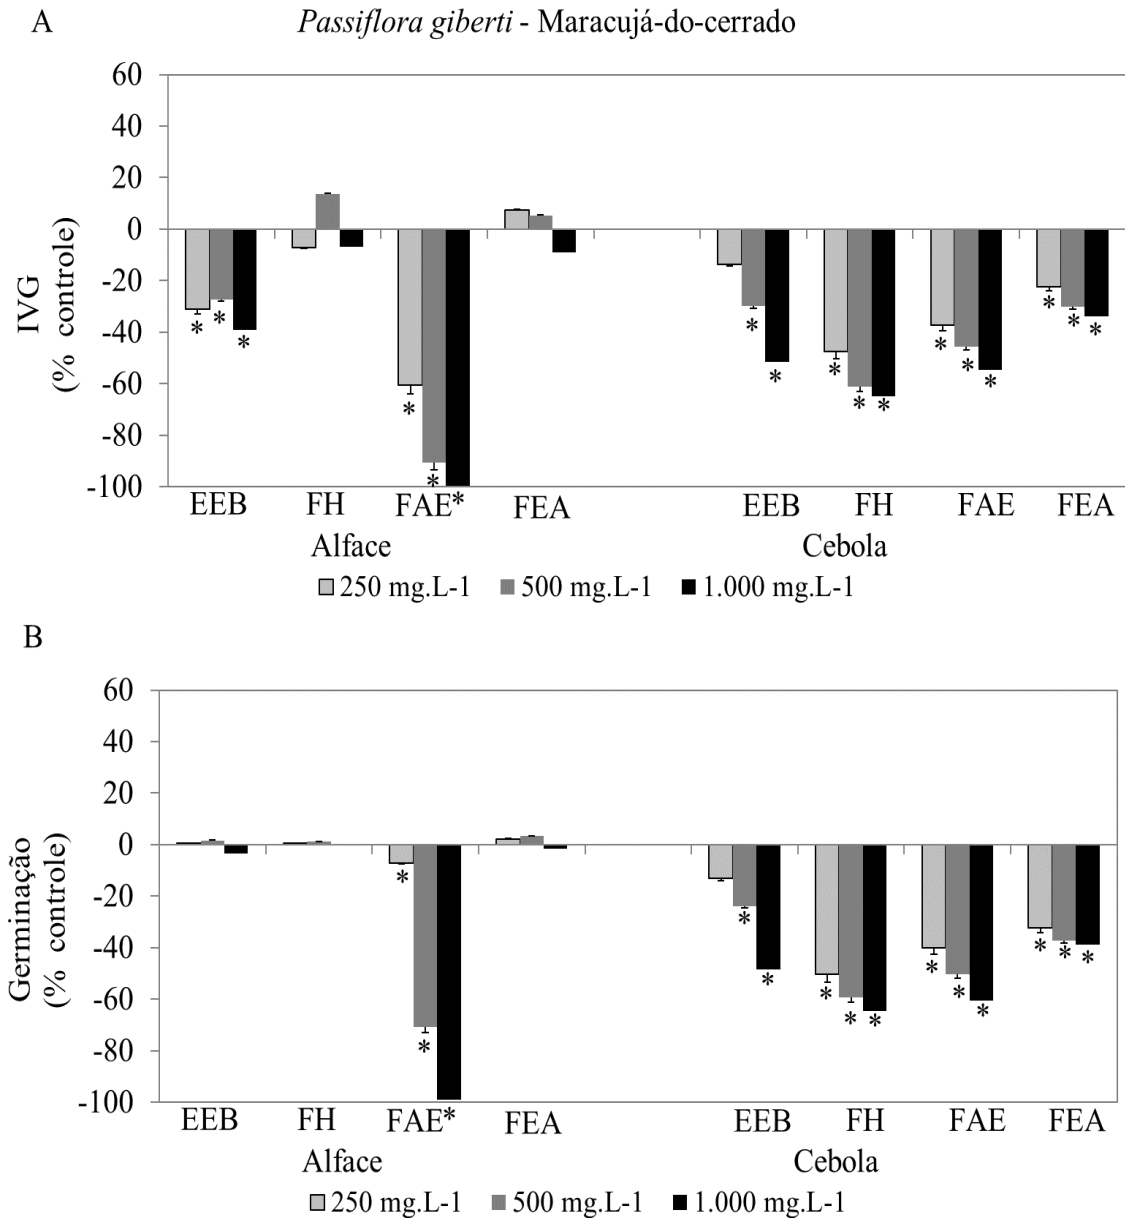 A
Passiflora giberti - Maracujá-do-cerrado
60
40
20
0
-20
-40
-60
-80
-100
IVG
(% controle)
* * * * * * * * * * * * * * * *
EEB FH FAE* FEA EEB FH FAE FEA
Alface Cebola
250 mg.L-1 500 mg.L-1 1.000 mg.L-1
B
60
40
20
0
-20
-40
-60
-80
-100
Germinação
(% controle)
* * * * * * * * * * * * *
EEB FH FAE* FEA EEB FH FAE FEA
Alface Cebola
250 mg.L-1 500 mg.L-1 1.000 mg.L-1